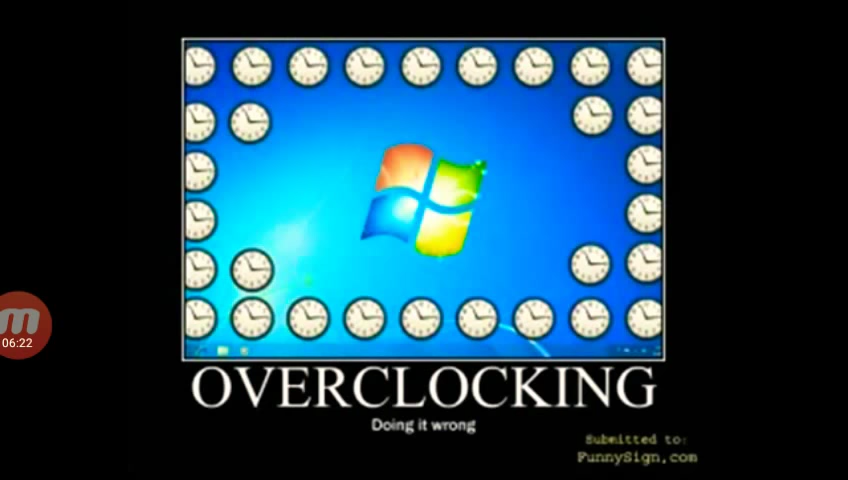 OVERCLOCKING
Doing it wrong
Submitted to:
FunnySign.com
06:22